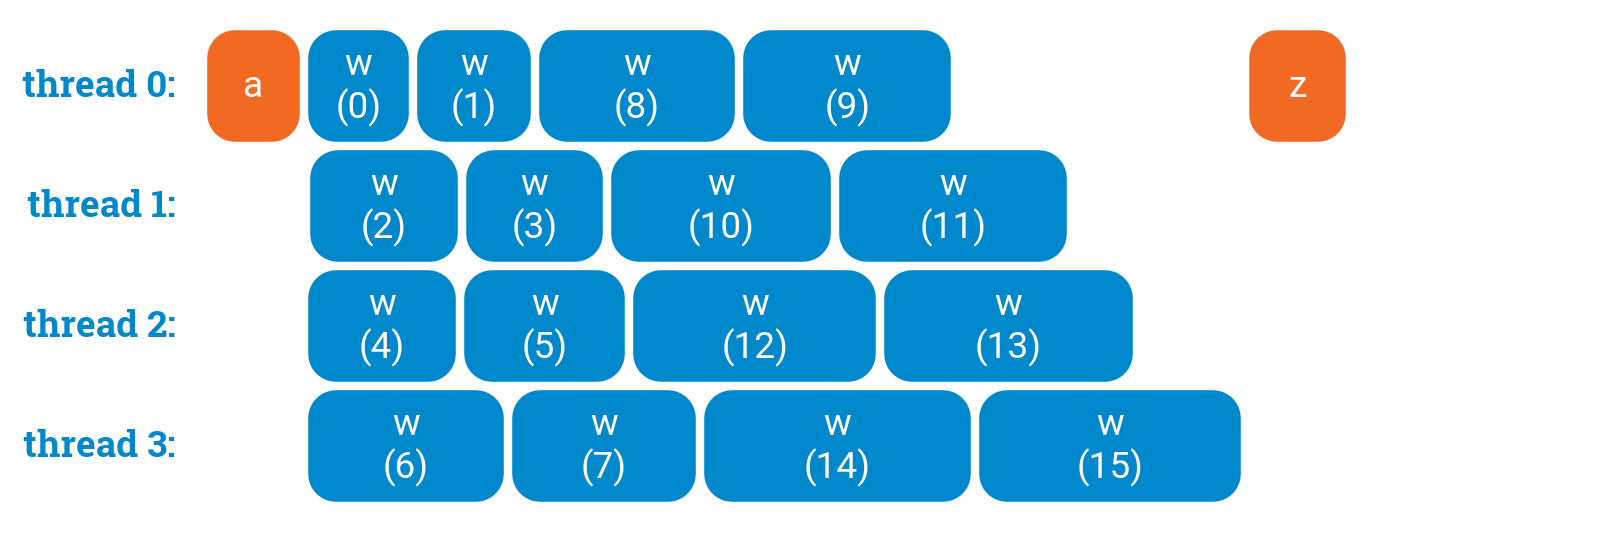 thread 0:
a
w
(0)
w
(1)
w
(8)
w
(9)
z
thread 1:
w
(2)
w
(3)
w
(10)
w
(11)
thread 2:
w
(4)
w
(5)
w
(12)
w
(13)
thread 3:
w
(6)
w
(7)
w
(14)
w
(15)